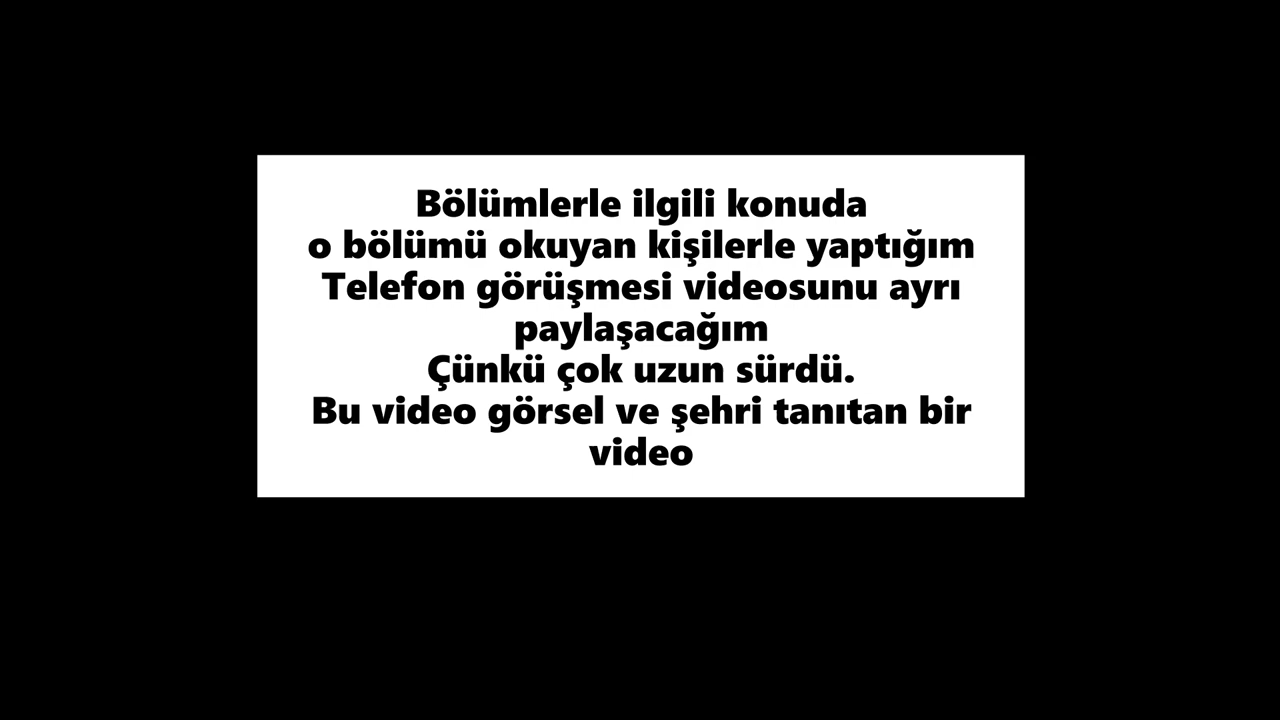 Bölümlerle ilgili konuda
o bölümü okuyan kişilerle yaptığım
Telefon görüşmesi videosunu ayrı
paylaşacağım
Çünkü çok uzun sürdü.
Bu video görsel ve şehri tanıtan bir
video